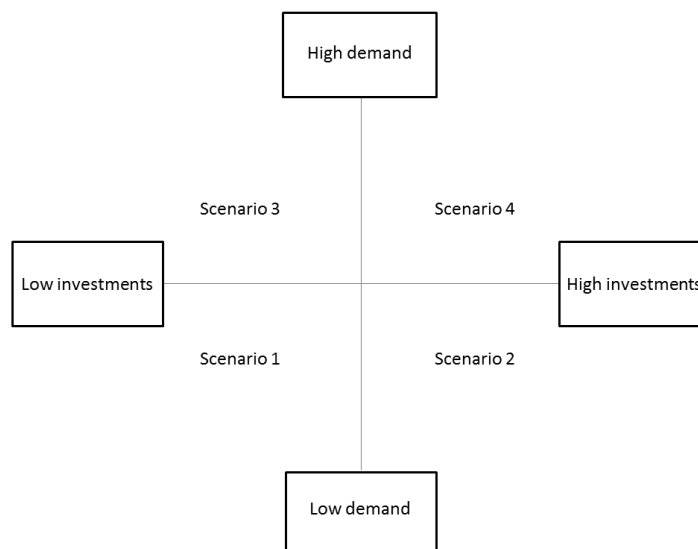 High demand
Scenario 3
Scenario 4
Low investments
High investments
Scenario 1
Scenario 2
Low demand